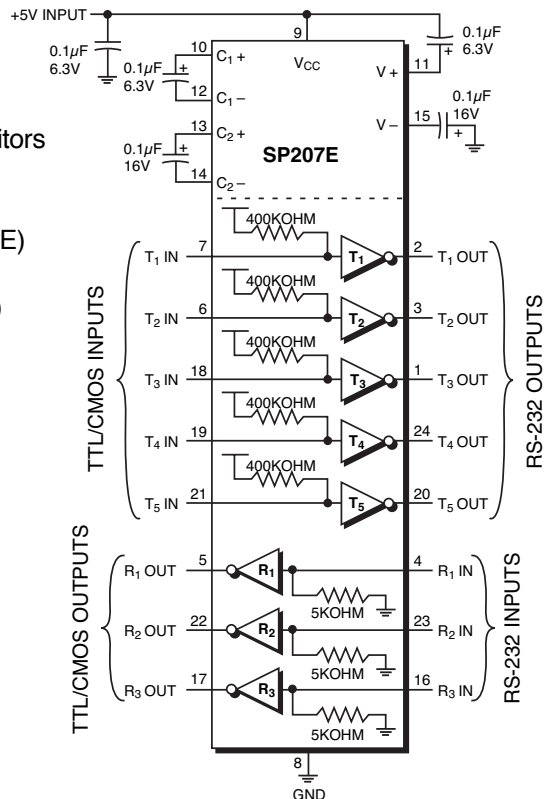 +5V INPUT
9
VCC
0.1µF
6.3V
10
C1 +
0.1µF
6.3V
12
C1 –
13
C2 +
0.1µF
16V
14
C2 –
0.1µF
6.3V
11
V +
0.1µF
16V
15
V –
SP207E
itors
E)
)
TTL/CMOS INPUTS
RS-232 OUTPUTS
400KOHM
T1 IN 7 T1 2 T1 OUT
400KOHM
T2 IN 6 T2 3 T2 OUT
400KOHM
T3 IN 18 T3 1 T3 OUT
400KOHM
T4 IN 19 T4 24 T4 OUT
400KOHM
T5 IN 21 T5 20 T5 OUT
TTL/CMOS OUTPUTS
RS-232 INPUTS
R1 OUT 5 R1 4 R1 IN
5KOHM
R2 OUT 22 R2 23 R2 IN
5KOHM
R3 OUT 17 R3 16 R3 IN
5KOHM
8
GND